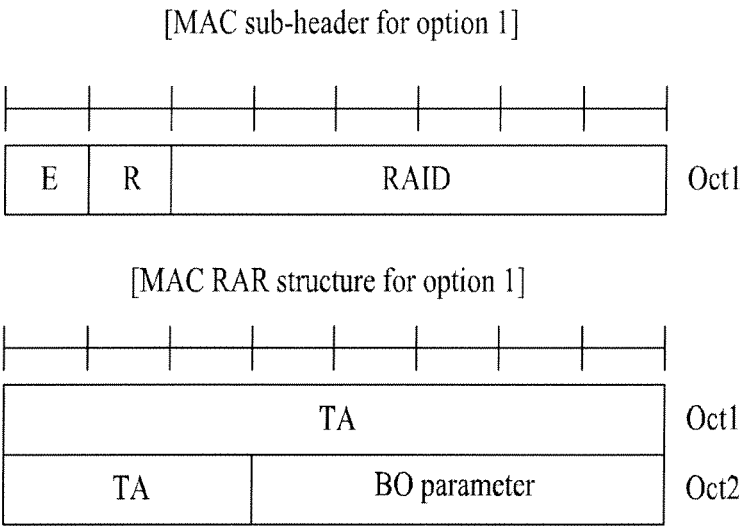 [MAC sub-header for option 1]
E R RAID Oct1
[MAC RAR structure for option 1]
TA Oct1
TA BO parameter Oct2